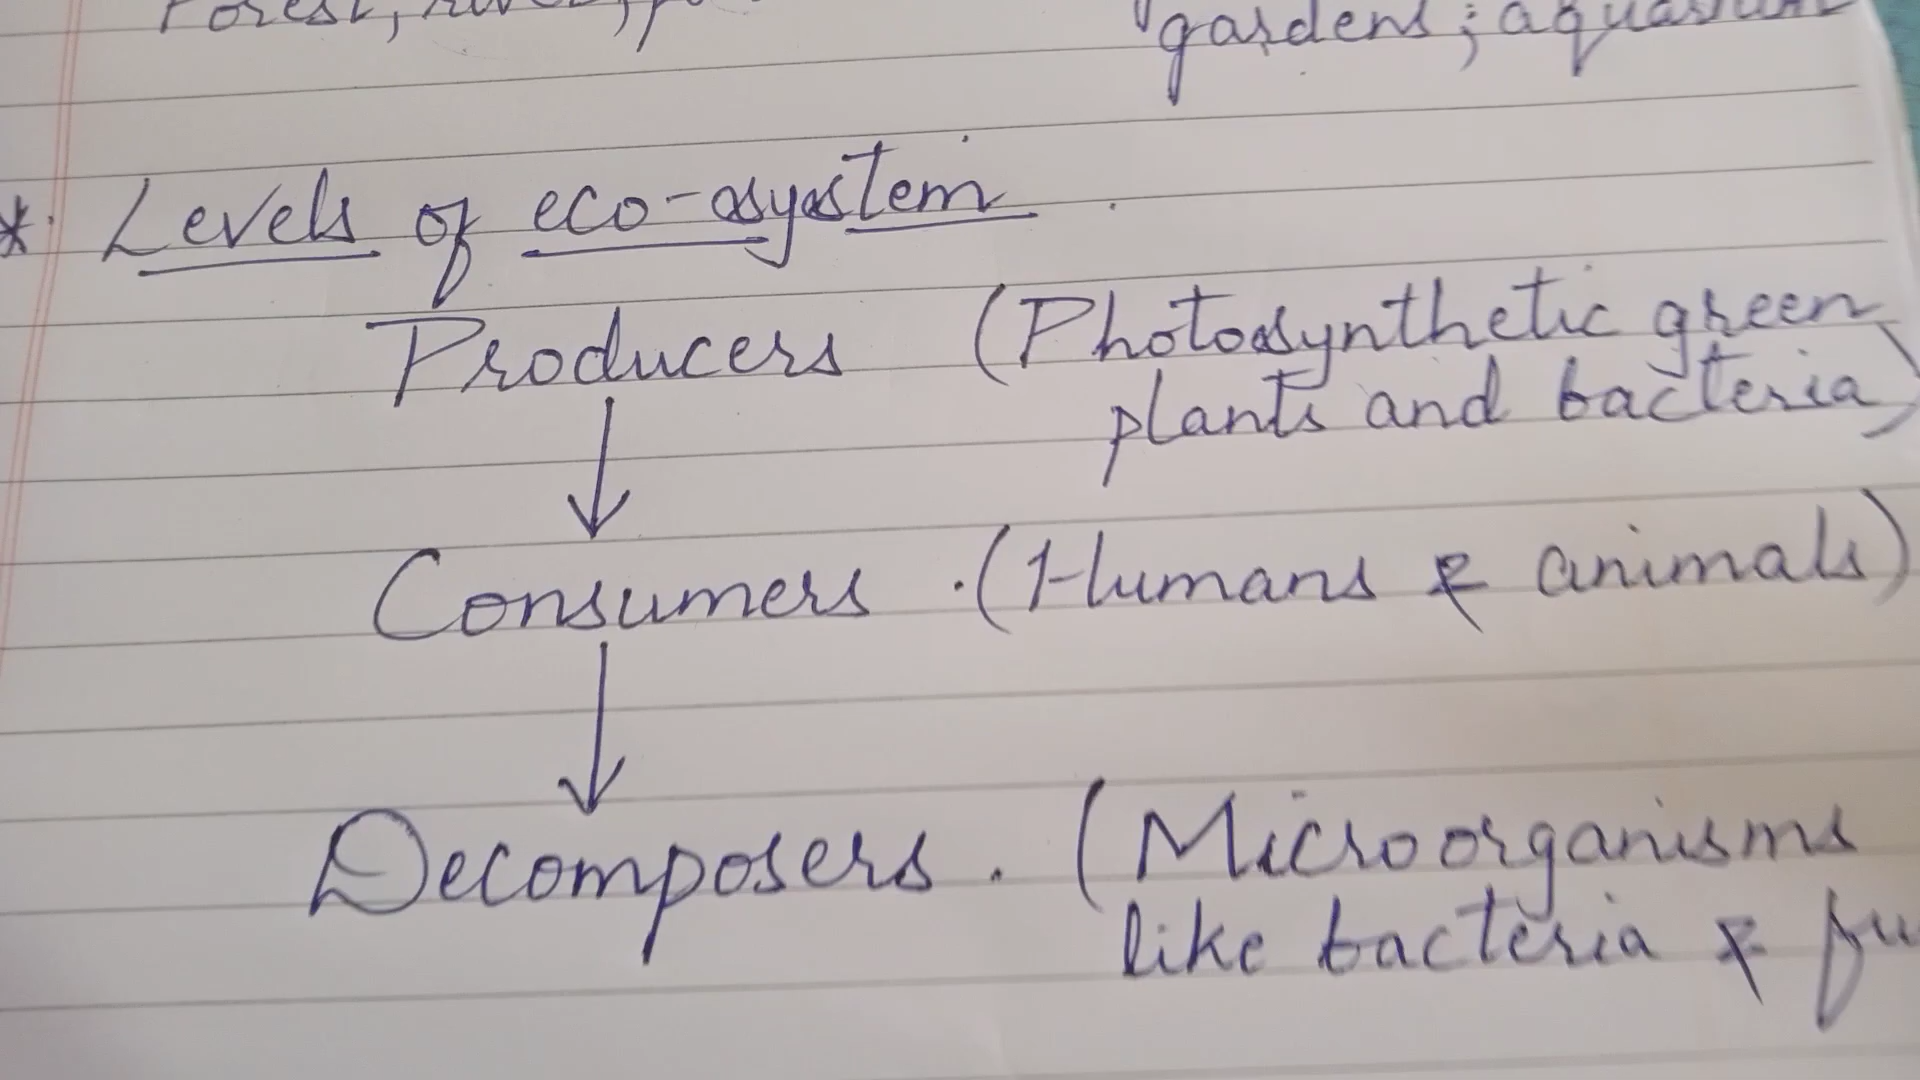 Forest,
gardens; aquarium
* Levels of eco-system
Producers (Photosynthetic green
plants and bacteria)
Consumers (Humans & animals)
Decomposers. (Microorganisms
like bacteria &